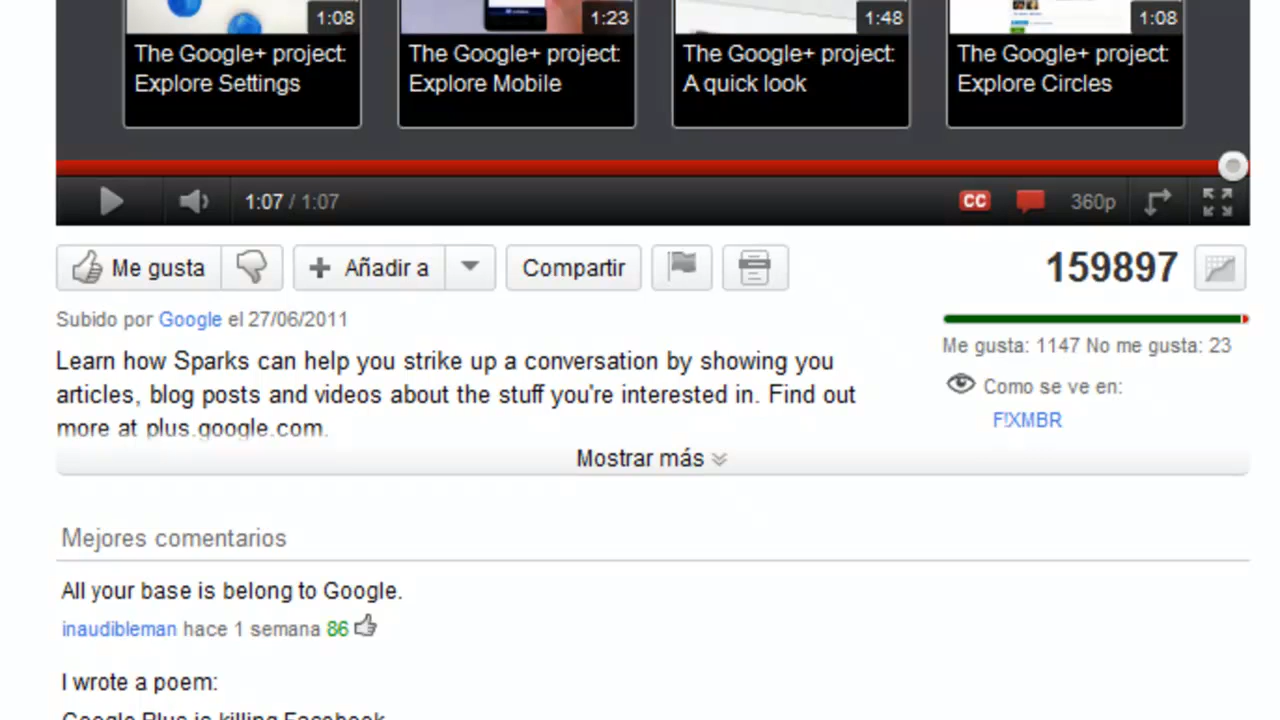 1:08
1:23
1:48
1:08
The Google+ project:
Explore Settings
The Google+ project:
Explore Mobile
The Google+ project:
A quick look
The Google+ project:
Explore Circles
1:07 / 1:07
CC
360p
Me gusta
Añadir a
Compartir
159897
Subido por Google el 27/06/2011
Me gusta: 1147 No me gusta: 23
Learn how Sparks can help you strike up a conversation by showing you
articles, blog posts and videos about the stuff you're interested in. Find out
more at plus.google.com.
Como se ve en:
F!XMBR
Mostrar más
Mejores comentarios
All your base is belong to Google.
inaudibleman hace 1 semana 86
I wrote a poem:
Google Plus is killing Facebook